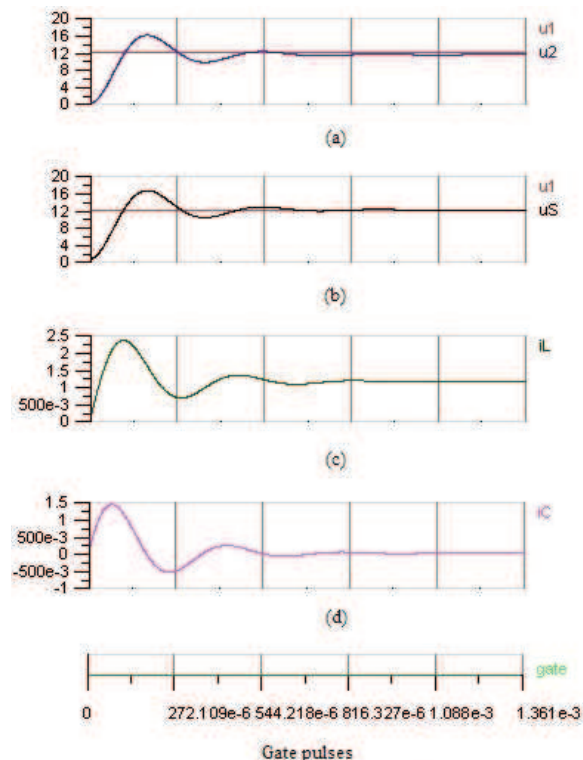 20
16
12
8
4
0
u1
u2
(a)
20
16
12
8
4
0
u1
uS
(b)
2.5
2
1.5
1
500e-3
0
iL
(c)
1.5
1
500e-3
0
-500e-3
-1
iC
(d)
gate
0 272.109e-6 544.218e-6 816.327e-6 1.088e-3 1.361e-3
Gate pulses